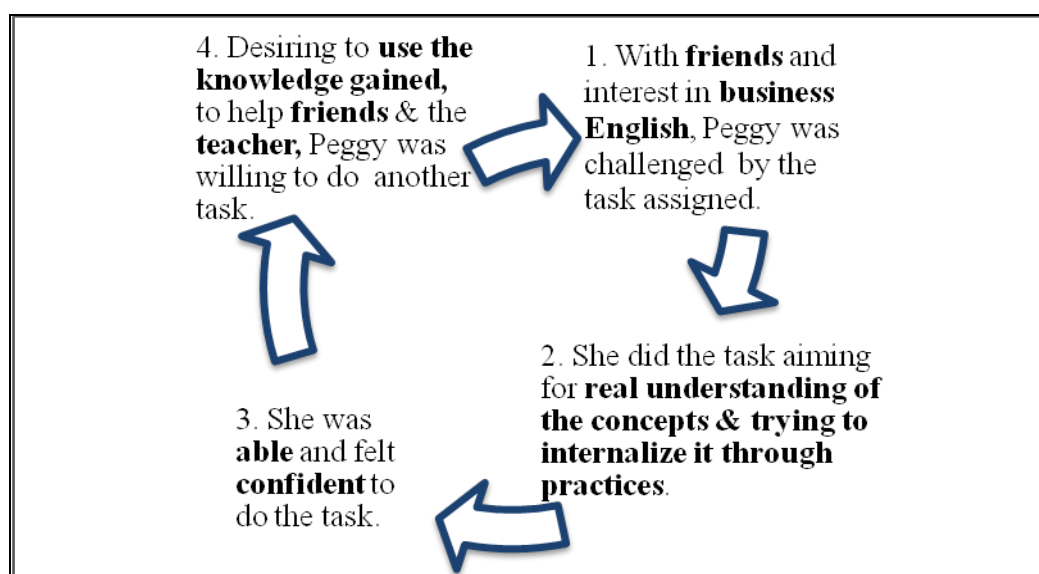 4. Desiring to use the
knowledge gained,
to help friends & the
teacher, Peggy was
willing to do another
task.
1. With friends and
interest in business
English, Peggy was
challenged by the
task assigned.
2. She did the task aiming
for real understanding of
the concepts & trying to
internalize it through
practices.
3. She was
able and felt
confident to
do the task.